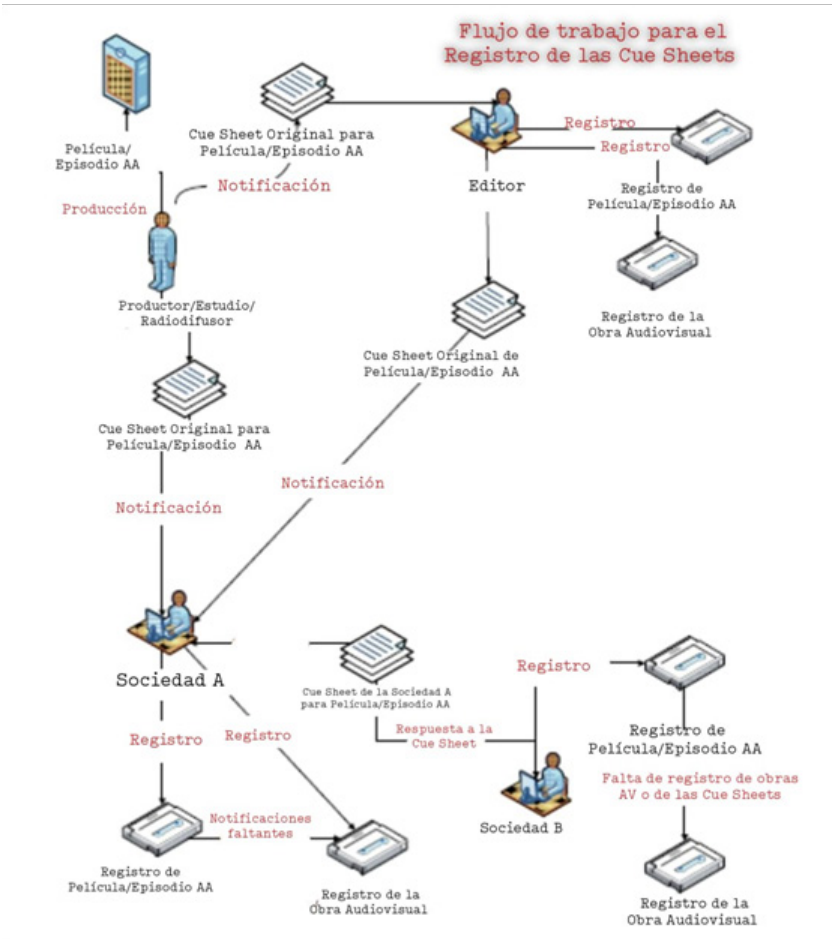 Flujo de trabajo para el
Registro de las Cue Sheets
Película/
Episodio AA
Cue Sheet Original para
Película/Episodio AA
Registro
Registro
Notificación
Editor
Registro de
Película/Episodio AA
Producción
Productor/Estudio/
Radiodifusor
Registro de la
Obra Audiovisual
Cue Sheet Original de
Película/Episodio AA
Cue Sheet Original para
Película/Episodio AA
Notificación
Notificación
Sociedad A
Cue Sheet de la Sociedad A
para Película/Episodio AA
Registro
Registro
Registro
Respuesta a la
Cue Sheet
Registro de
Película/Episodio AA
Falta de registro de obras
AV o de las Cue Sheets
Sociedad B
Notificaciones
faltantes
Registro de
Película/Episodio AA
Registro de la
Obra Audiovisual
Registro de la
Obra Audiovisual